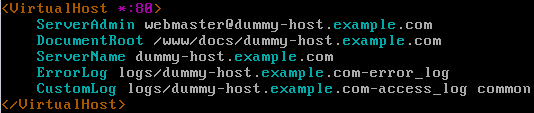 <VirtualHost *:80>
ServerAdmin webmaster@dummy-host.example.com
DocumentRoot /www/docs/dummy-host.example.com
ServerName dummy-host.example.com
ErrorLog logs/dummy-host.example.com-error_log
CustomLog logs/dummy-host.example.com-access_log common
</VirtualHost>